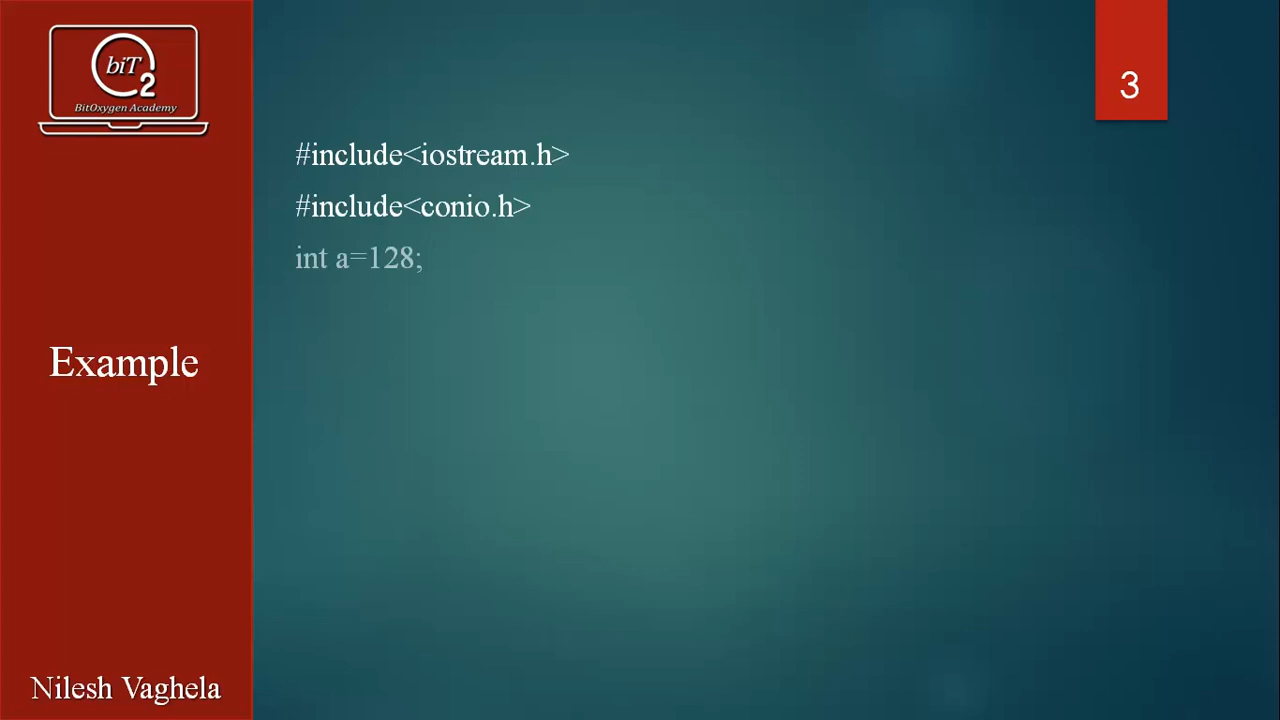 biT
2
BitOxygen Academy
3
#include<iostream.h>
#include<conio.h>
int a=128;
Example
Nilesh Vaghela